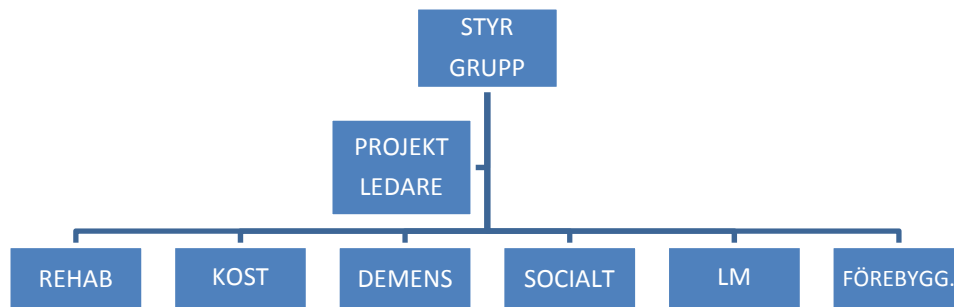 STYR
GRUPP
PROJEKT
LEDARE
REHAB
KOST
DEMENS
SOCIALT
LM
FÖREBYGG.